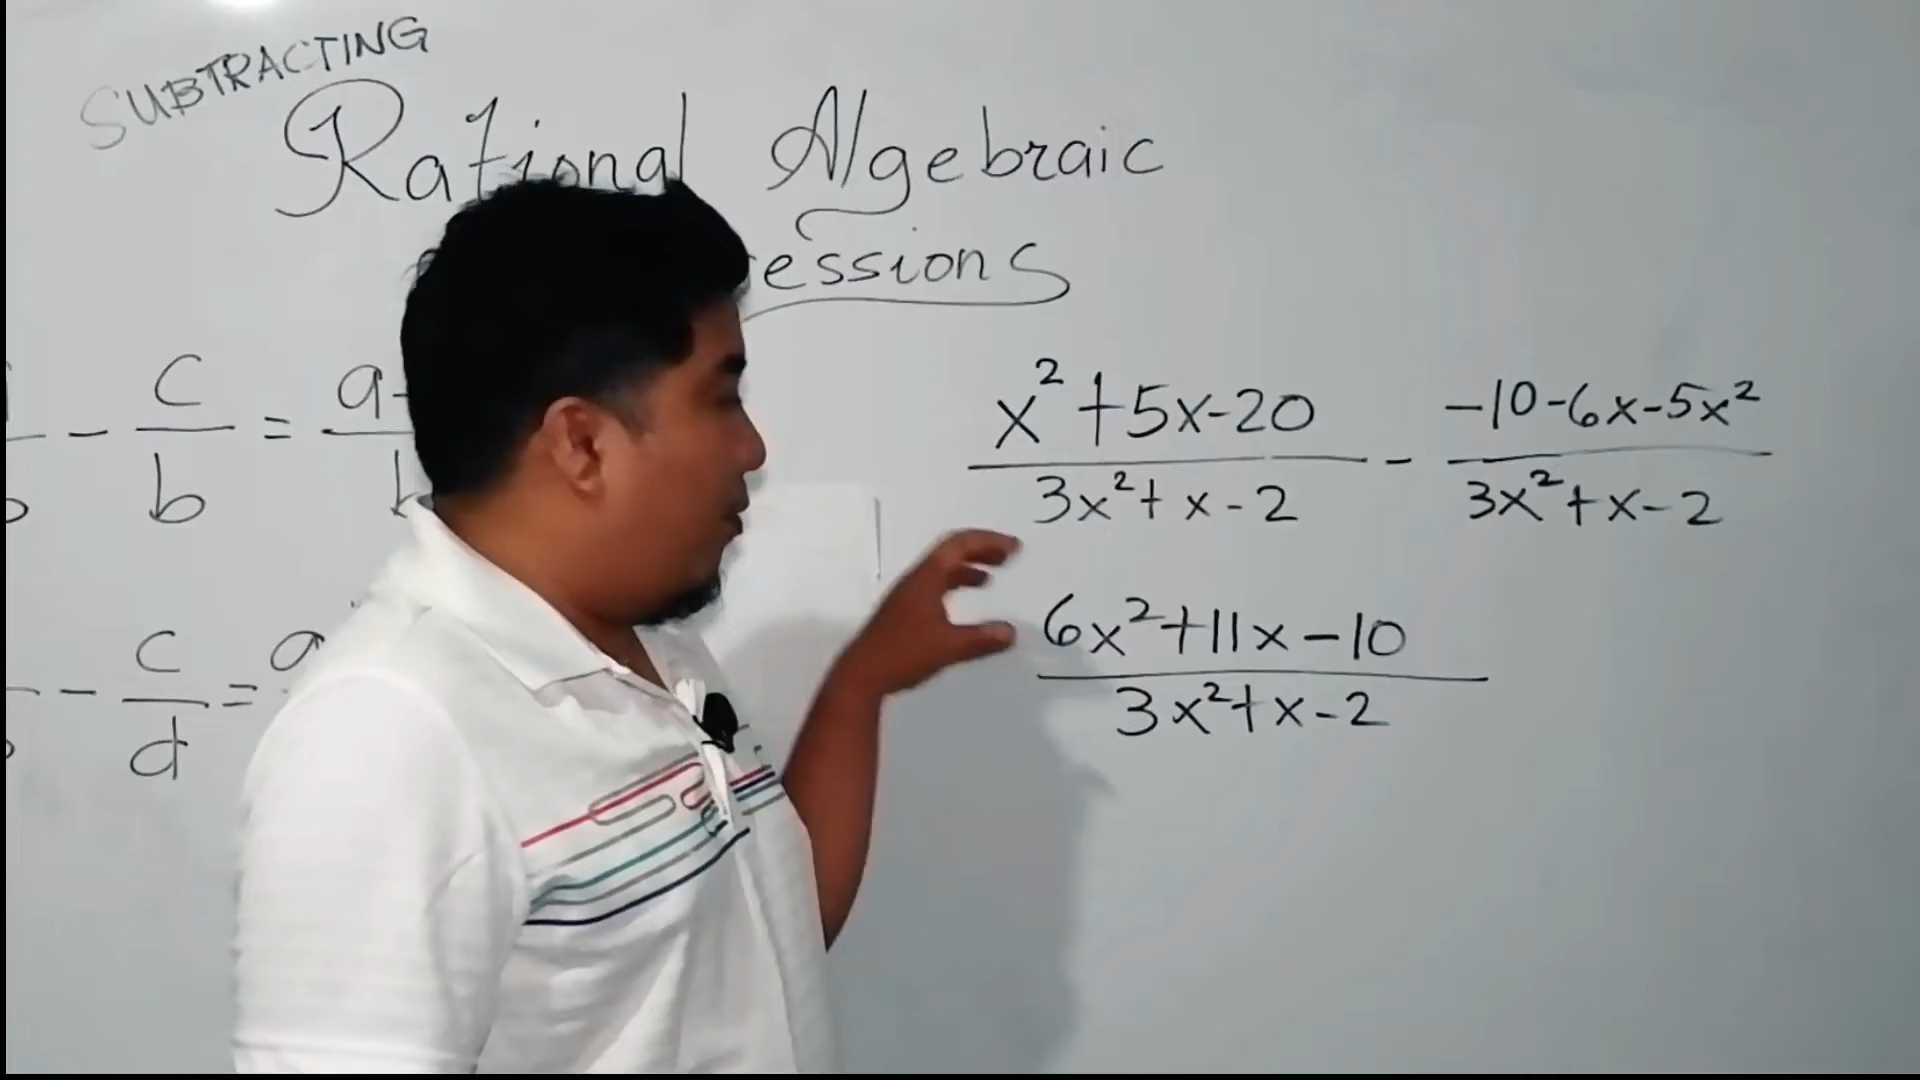 SUBTRACTING
Rational Algebraic
essions
- c/b = a-
x² + 5x - 20 / 3x² + x - 2 - -10 - 6x - 5x² / 3x² + x - 2
- c/d = a
6x² + 11x - 10 / 3x² + x - 2